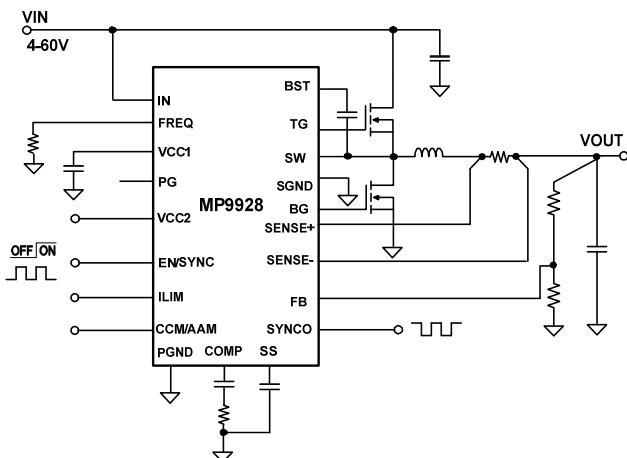 VIN
4-60V
IN
FREQ
VCC1
PG
VCC2
OFF ON
EN/SYNC
ILIM
CCM/AAM
PGND
COMP
SS
MP9928
BST
TG
SW
SGND
BG
SENSE+
SENSE-
FB
SYNCO
VOUT